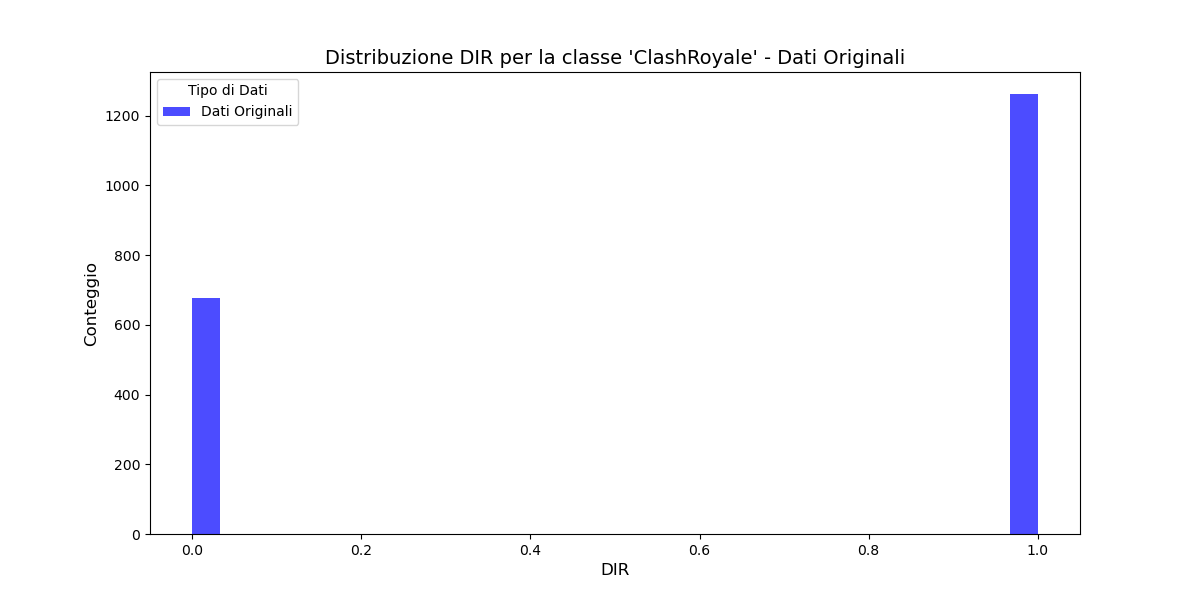 Distribuzione DIR per la classe 'ClashRoyale' - Dati Originali
Tipo di Dati
Dati Originali
Conteggio
1200
1000
800
600
400
200
0
0.0 0.2 0.4 0.6 0.8 1.0
DIR